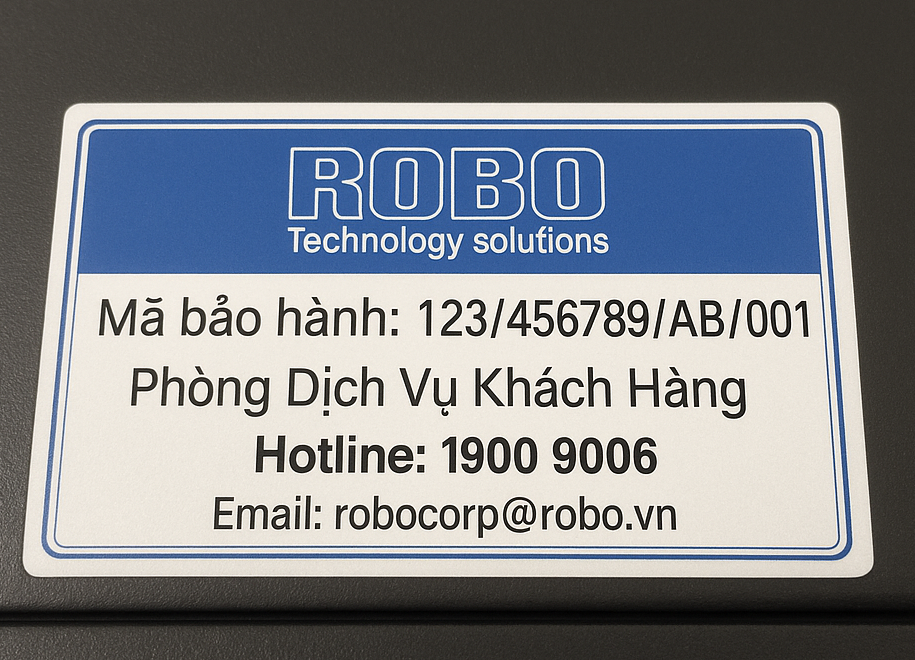 ROBO
Technology solutions
Mã bảo hành: 123/456789/AB/001
Phòng Dịch Vụ Khách Hàng
Hotline: 1900 9006
Email: robocorp@robo.vn